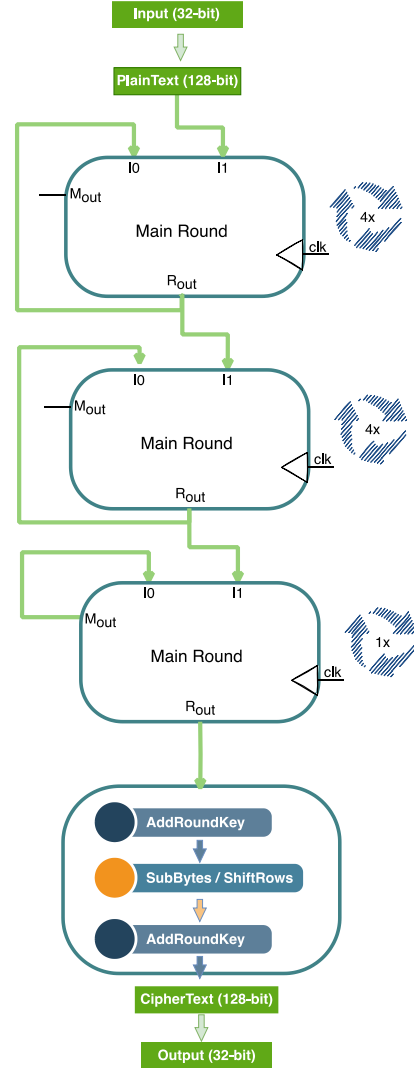 Input (32-bit)
PlainText (128-bit)
I0 I1
Mout
4x
Main Round
clk
Rout
I0 I1
Mout
4x
Main Round
clk
Rout
I0 I1
Mout
1x
Main Round
clk
Rout
AddRoundKey
SubBytes / ShiftRows
AddRoundKey
CipherText (128-bit)
Output (32-bit)